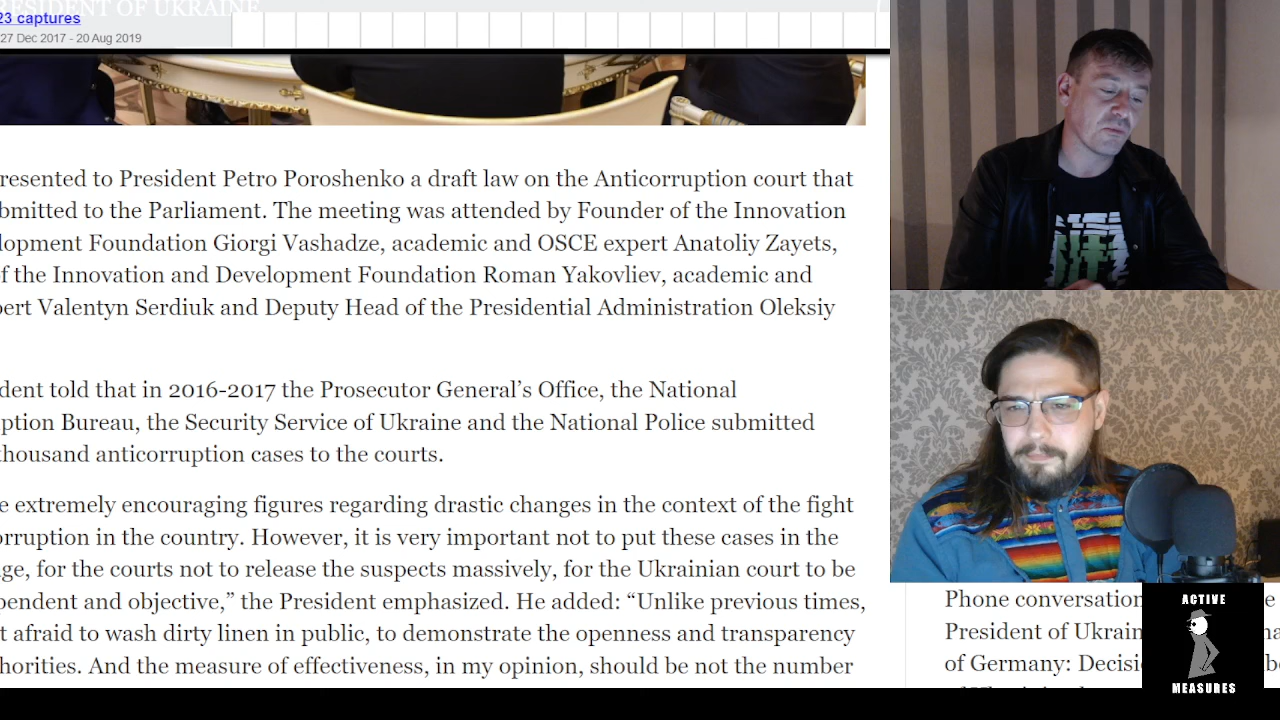 PRESIDENT OF UKRAINE
23 captures
27 Dec 2017 - 20 Aug 2019
resented to President Petro Poroshenko a draft law on the Anticorruption court that
bmitted to the Parliament. The meeting was attended by Founder of the Innovation
lopment Foundation Giorgi Vashadze, academic and OSCE expert Anatoliy Zayets,
of the Innovation and Development Foundation Roman Yakovliev, academic and
pert Valentyn Serdiuk and Deputy Head of the Presidential Administration Oleksiy
dent told that in 2016-2017 the Prosecutor General’s Office, the National
ption Bureau, the Security Service of Ukraine and the National Police submitted
thousand anticorruption cases to the courts.
e extremely encouraging figures regarding drastic changes in the context of the fight
orruption in the country. However, it is very important not to put these cases in the
ge, for the courts not to release the suspects massively, for the Ukrainian court to be
pendent and objective,” the President emphasized. He added: “Unlike previous times,
t afraid to wash dirty linen in public, to demonstrate the openness and transparency
horities. And the measure of effectiveness, in my opinion, should be not the number
Phone conversation
President of Ukrain
of Germany: Decisi
ACTIVE
MEASURES